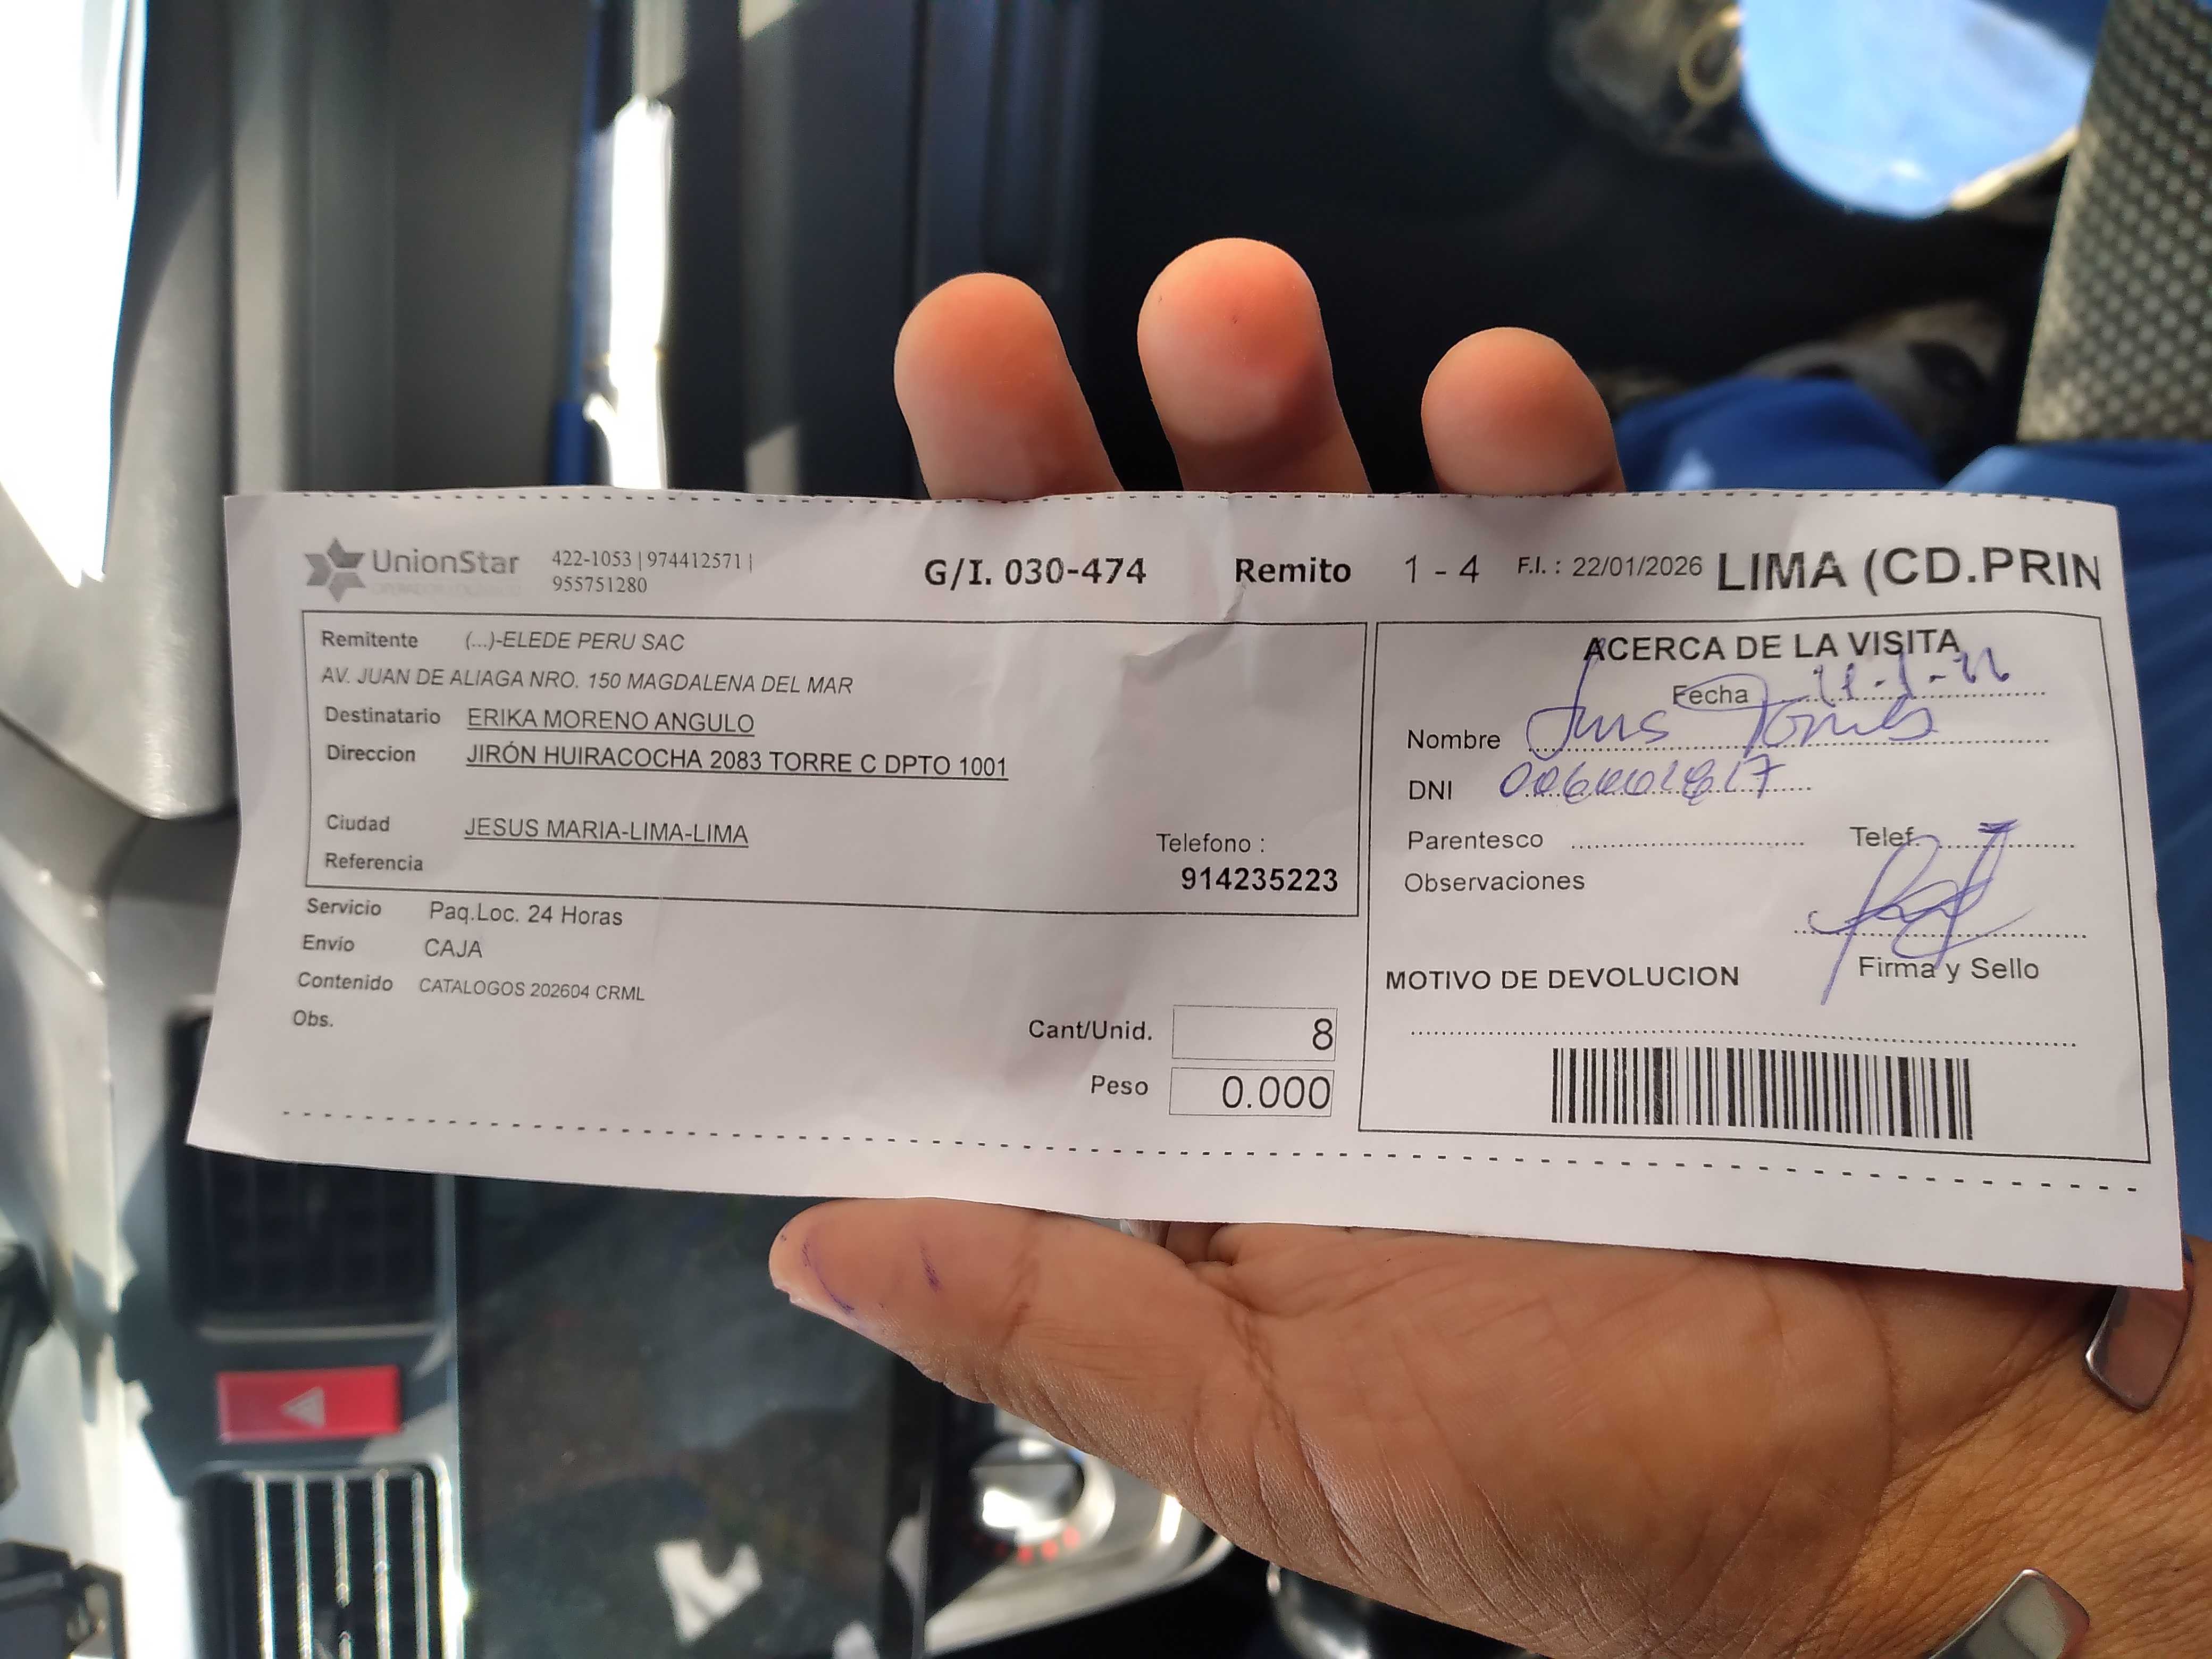 UnionStar 422-1053 | 974412571 |
955751280
G/I. 030-474 Remito 1 - 4 F.I. : 22/01/2026 LIMA (CD.PRIN
Remitente (...)-ELEDE PERU SAC
AV. JUAN DE ALIAGA NRO. 150 MAGDALENA DEL MAR
Destinatario ERIKA MORENO ANGULO
Direccion JIRÓN HUIRACOCHA 2083 TORRE C DPTO 1001
Ciudad JESUS MARIA-LIMA-LIMA
Referencia
Telefono :
914235223
Servicio Paq.Loc. 24 Horas
Envio CAJA
Contenido CATALOGOS 202604 CRML
Obs.
Cant/Unid. 8
Peso 0.000
ACERCA DE LA VISITA
Fecha
Nombre Luis
DNI
Parentesco Telef.
Observaciones
Firma y Sello
MOTIVO DE DEVOLUCION